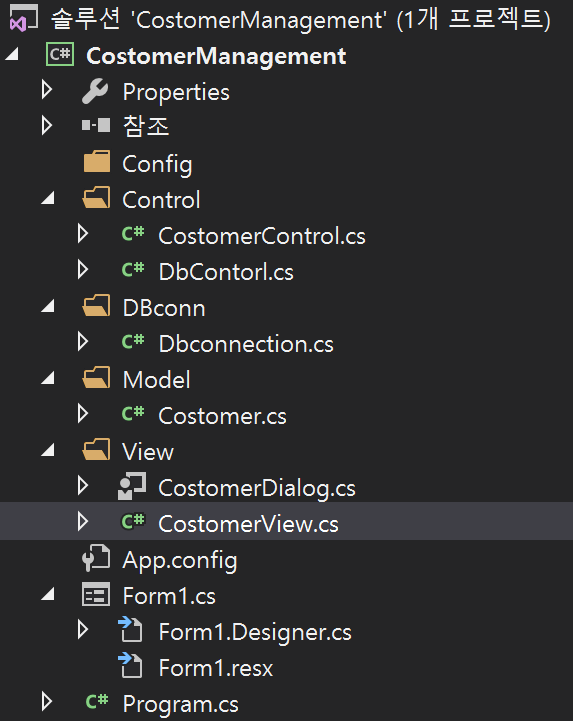 솔루션 'CostomerManagement' (1개 프로젝트)
C# CostomerManagement
Properties
참조
Config
Control
C# CostomerControl.cs
C# DbContorl.cs
DBconn
C# Dbconnection.cs
Model
C# Costomer.cs
View
CostomerDialog.cs
C# CostomerView.cs
App.config
Form1.cs
Form1.Designer.cs
Form1.resx
C# Program.cs